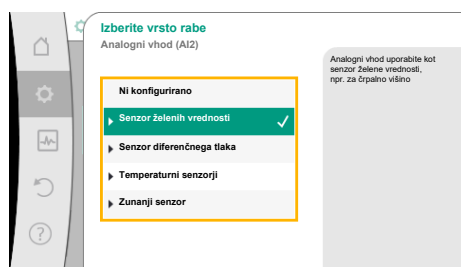 Izberite vrsto rabe
Analogni vhod (AI2)
Analogni vhod uporabite kot
senzor želene vrednosti,
npr. za črpalno višino
Ni konfigurirano
Senzor želenih vrednosti
Senzor diferenčnega tlaka
Temperaturni senzorji
Zunanji senzor
?